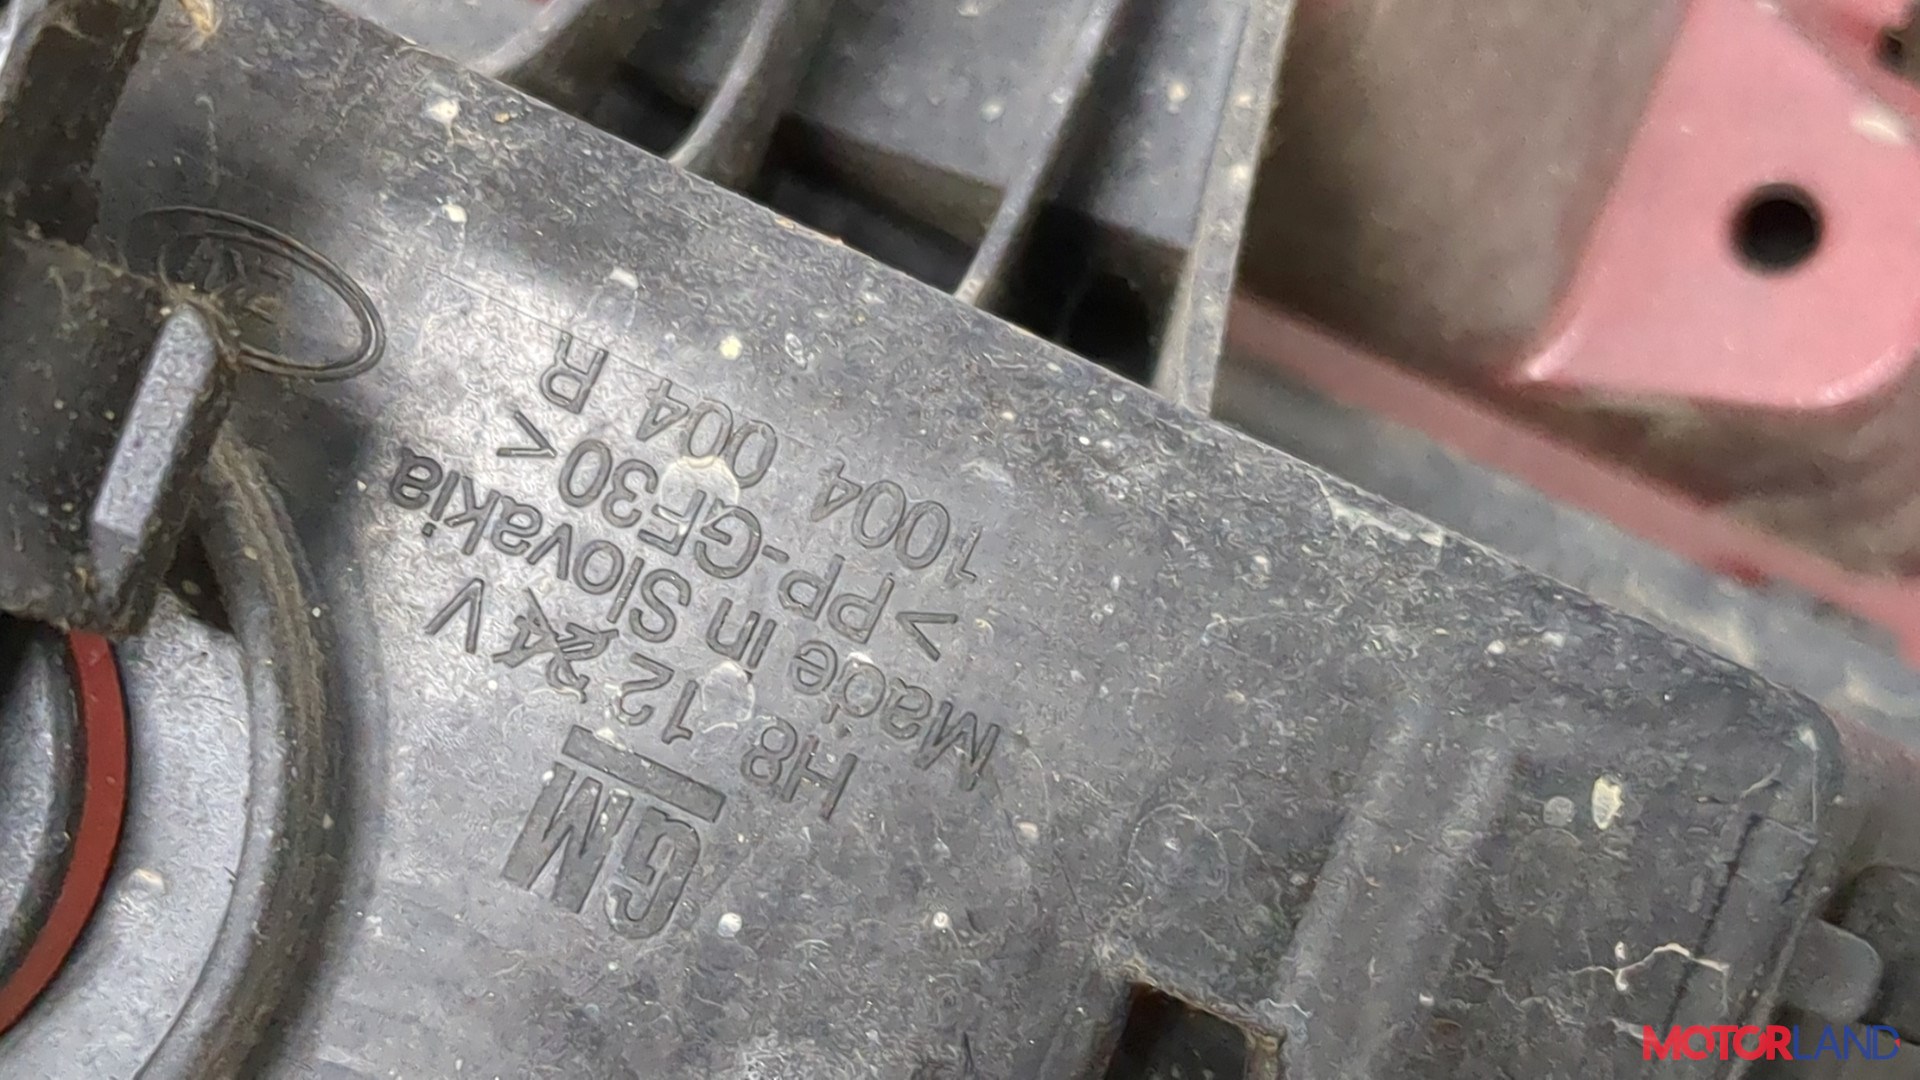 GM
H8 12 24 V
Made in Slovakia
>PP-GF30<
1004 004 R
MOTORLAND